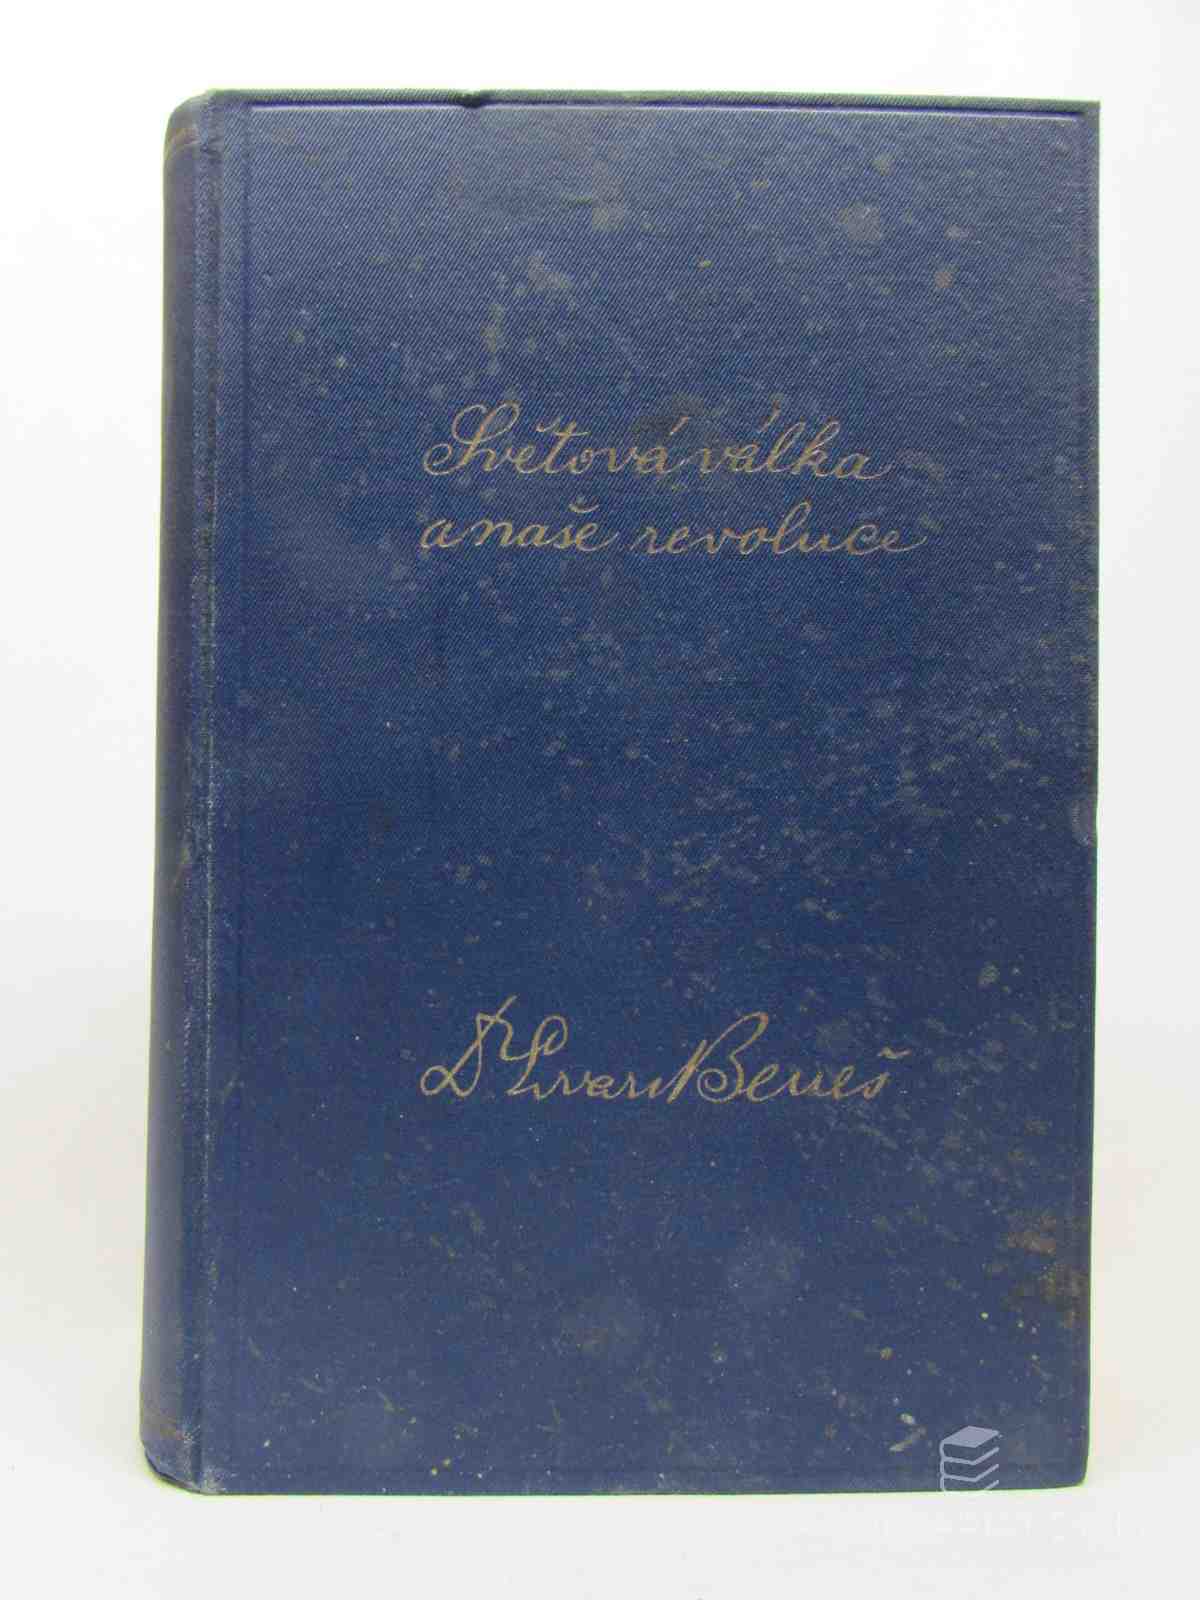 Světová válka
a naše revoluce
Dr Edvard Beneš